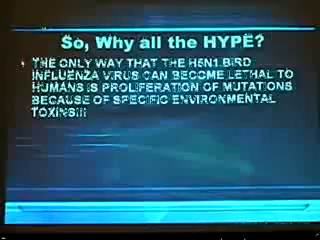 So, Why all the HYPE?
THE ONLY WAY THAT THE H5N1 BIRD
INFLUENZA VIRUS CAN BECOME LETHAL TO
HUMANS IS PROLIFERATION OF MUTATIONS
BECAUSE OF SPECIFIC ENVIRONMENTAL
TOXINS!!!